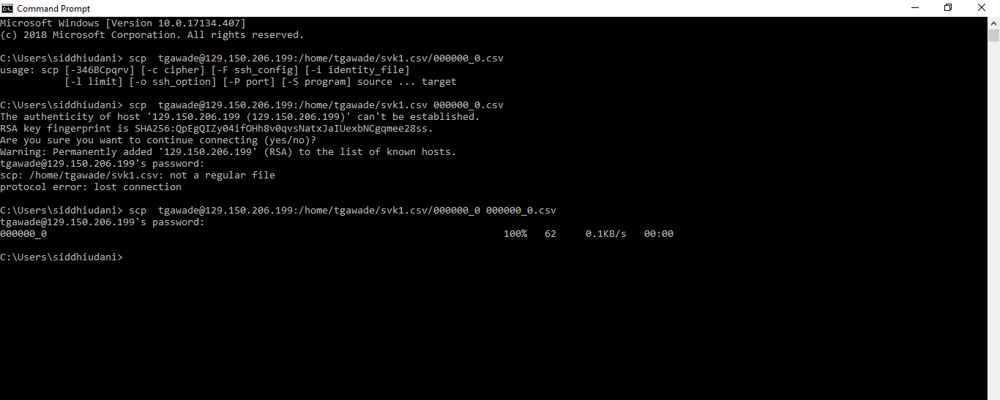 Command Prompt
Microsoft Windows [Version 10.0.17134.407]
(c) 2018 Microsoft Corporation. All rights reserved.
C:\Users\siddhiudani> scp  tgawade@129.150.206.199:/home/tgawade/svk1.csv/000000_0.csv
usage: scp [-346BCpqrv] [-c cipher] [-F ssh_config] [-i identity_file]
           [-l limit] [-o ssh_option] [-P port] [-S program] source ... target
C:\Users\siddhiudani> scp  tgawade@129.150.206.199:/home/tgawade/svk1.csv 000000_0.csv
The authenticity of host '129.150.206.199 (129.150.206.199)' can't be established.
RSA key fingerprint is SHA256:QpEgQIZy04ifOHh8v0qvsNatxJaIUexbNCgqmee28ss.
Are you sure you want to continue connecting (yes/no)?
Warning: Permanently added '129.150.206.199' (RSA) to the list of known hosts.
tgawade@129.150.206.199's password:
scp: /home/tgawade/svk1.csv: not a regular file
protocol error: lost connection
C:\Users\siddhiudani> scp  tgawade@129.150.206.199:/home/tgawade/svk1.csv/000000_0 000000_0.csv
tgawade@129.150.206.199's password:
000000_0                                                                              100%   62     0.1KB/s   00:00
C:\Users\siddhiudani>